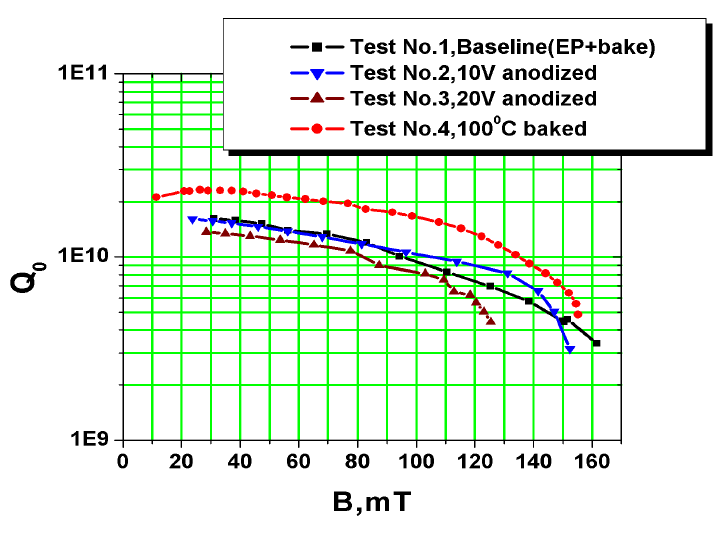 Test No.1,Baseline(EP+bake)
Test No.2,10V anodized
Test No.3,20V anodized
Test No.4,100⁰C baked
1E11
1E10
1E9
Q₀
0 20 40 60 80 100 120 140 160
B,mT